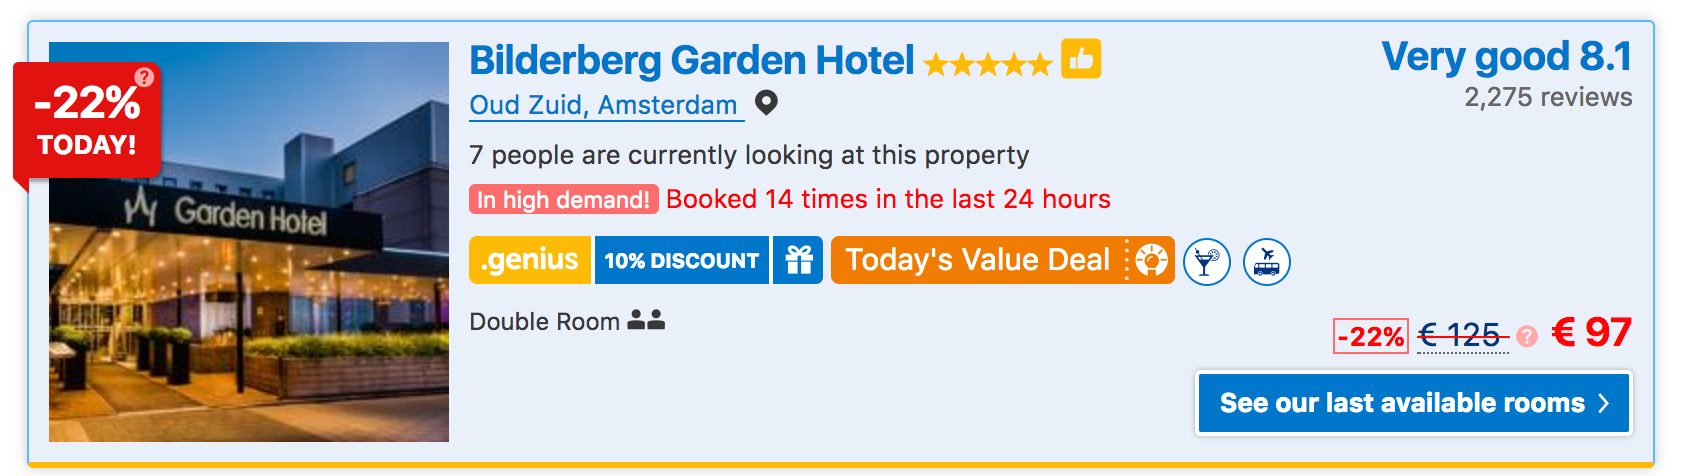 -22%
?
TODAY!
Garden Hotel
Bilderberg Garden Hotel
Oud Zuid, Amsterdam
7 people are currently looking at this property
In high demand! Booked 14 times in the last 24 hours
.genius 10% DISCOUNT Today's Value Deal
Double Room
Very good 8.1
2,275 reviews
-22% € 125 ? € 97
See our last available rooms